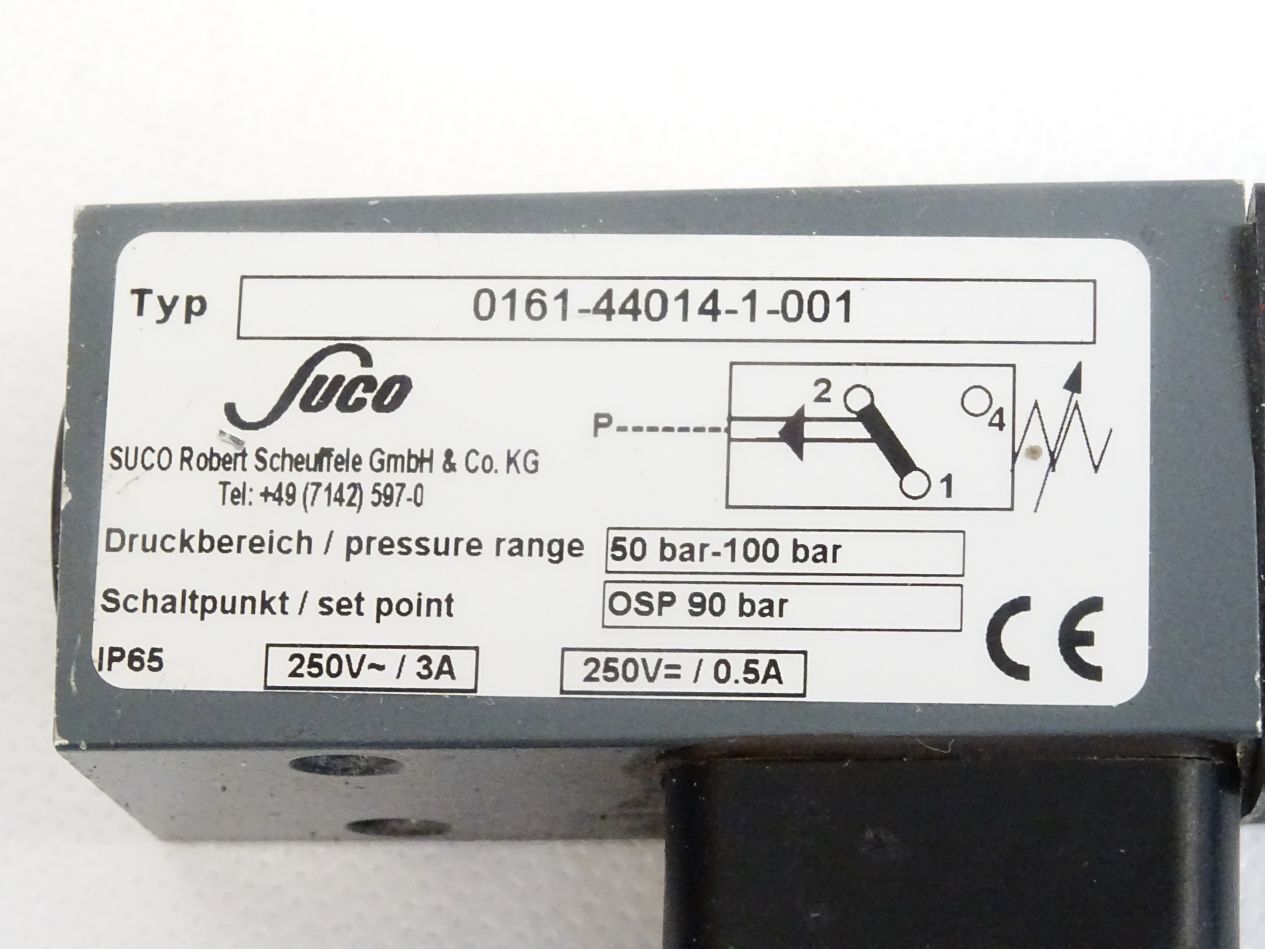 Typ 0161-44014-1-001
SUCO
SUCO Robert Scheuffele GmbH & Co. KG
Tel: +49 (7142) 597-0
P
2
4
1
Druckbereich / pressure range 50 bar-100 bar
Schaltpunkt / set point OSP 90 bar
IP65 250V~ / 3A 250V= / 0.5A
CE